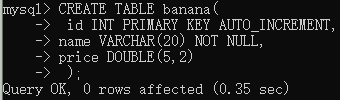 mysql> CREATE TABLE banana(
    -> id INT PRIMARY KEY AUTO_INCREMENT,
    -> name VARCHAR(20) NOT NULL,
    -> price DOUBLE(5,2)
    -> );
Query OK, 0 rows affected (0.35 sec)